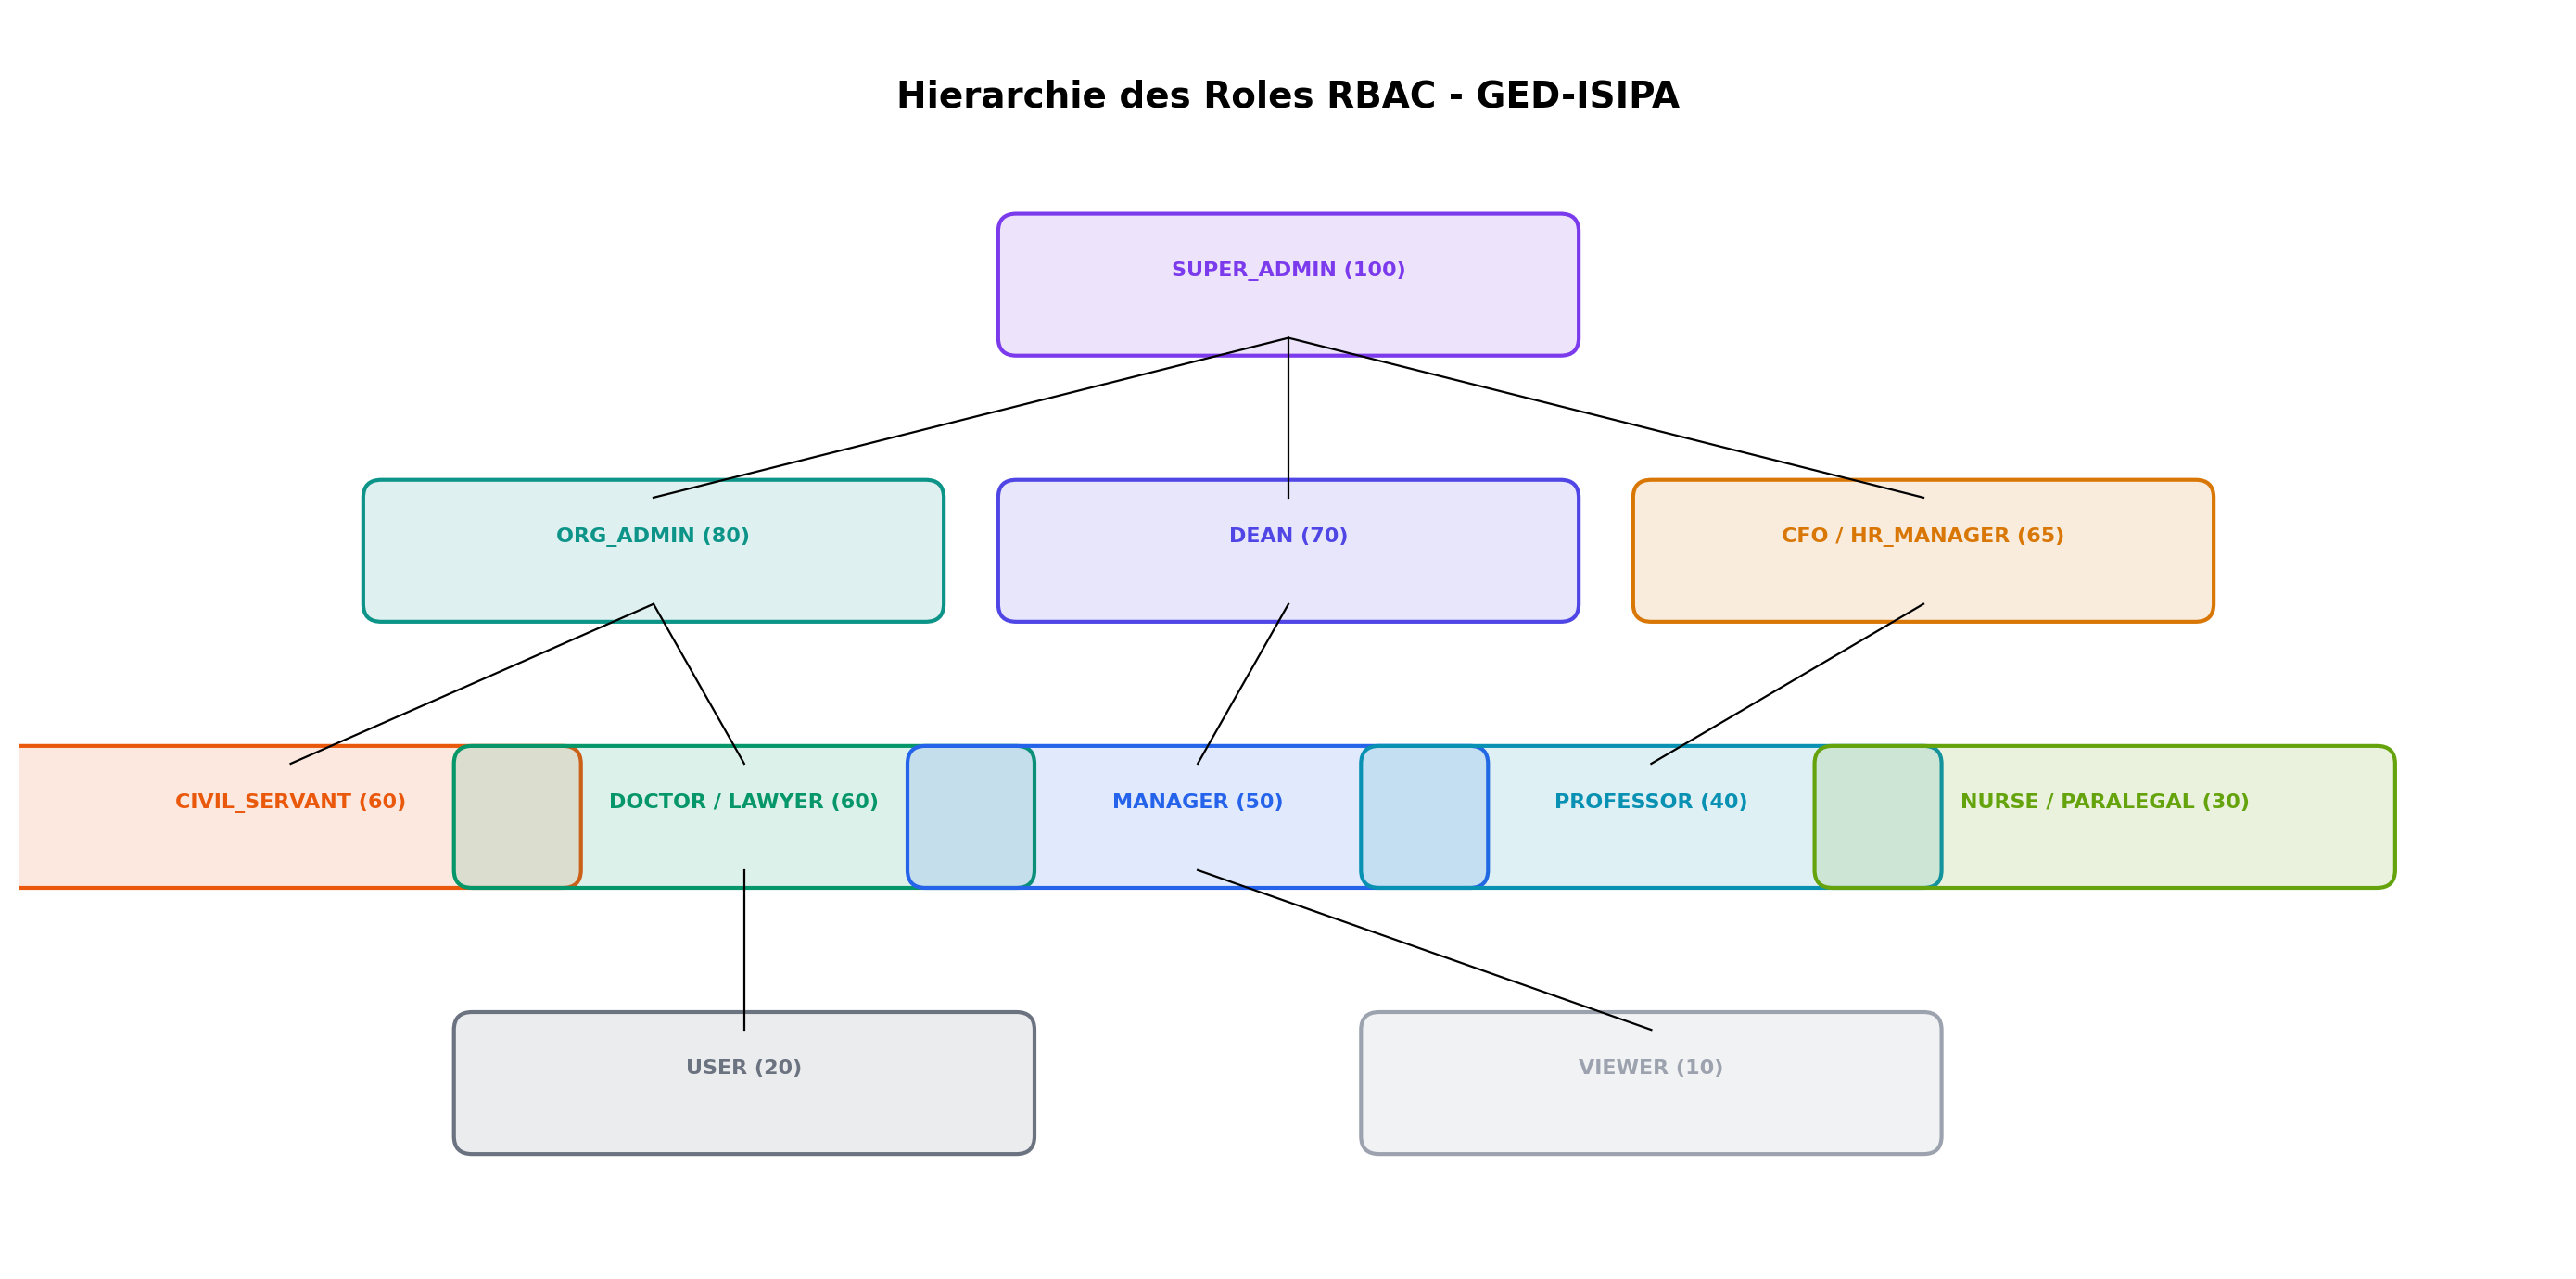 Hierarchie des Roles RBAC - GED-ISIPA
SUPER_ADMIN (100)
ORG_ADMIN (80)
DEAN (70)
CFO / HR_MANAGER (65)
CIVIL_SERVANT (60)
DOCTOR / LAWYER (60)
MANAGER (50)
PROFESSOR (40)
NURSE / PARALEGAL (30)
USER (20)
VIEWER (10)